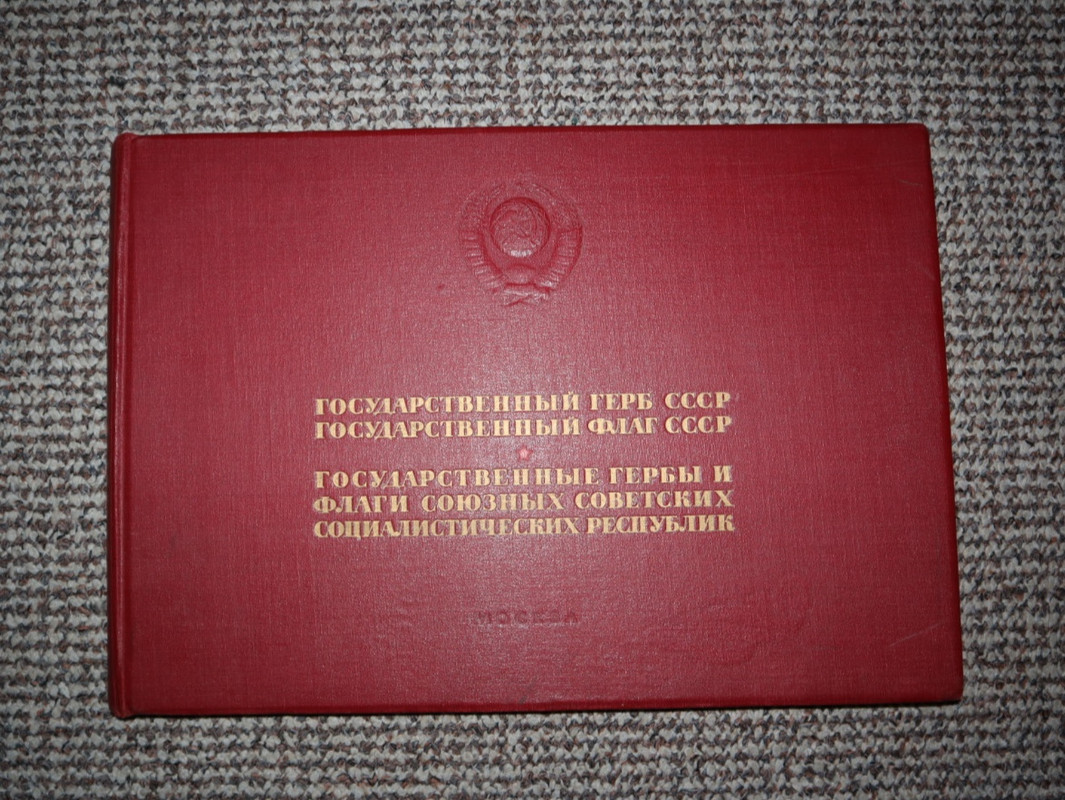 ГОСУДАРСТВЕННЫЙ ГЕРБ СССР
ГОСУДАРСТВЕННЫЙ ФЛАГ СССР
ГОСУДАРСТВЕННЫЕ ГЕРБЫ И
ФЛАГИ СОЮЗНЫХ СОВЕТСКИХ
СОЦИАЛИСТИЧЕСКИХ РЕСПУБЛИК
МОСКВА